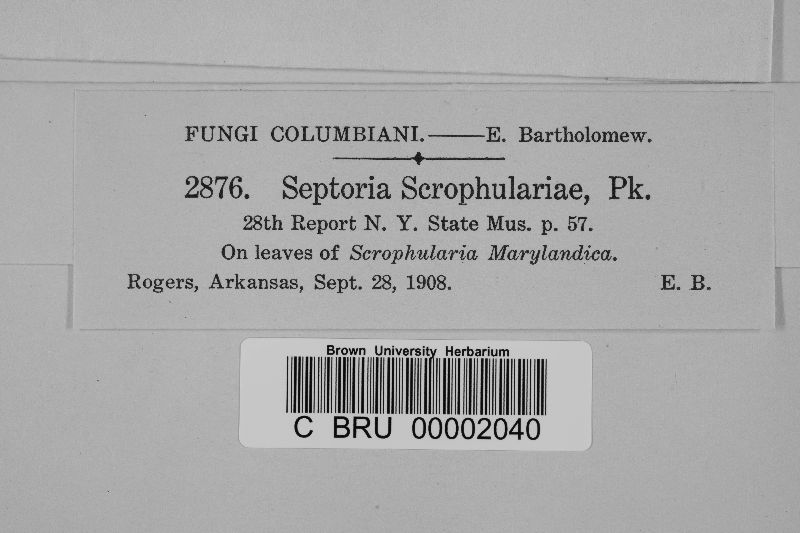 FUNGI COLUMBIANI.——E. Bartholomew.
2876. Septoria Scrophulariae, Pk.
28th Report N. Y. State Mus. p. 57.
On leaves of Scrophularia Marylandica.
Rogers, Arkansas, Sept. 28, 1908. E. B.
Brown University Herbarium
C BRU 00002040